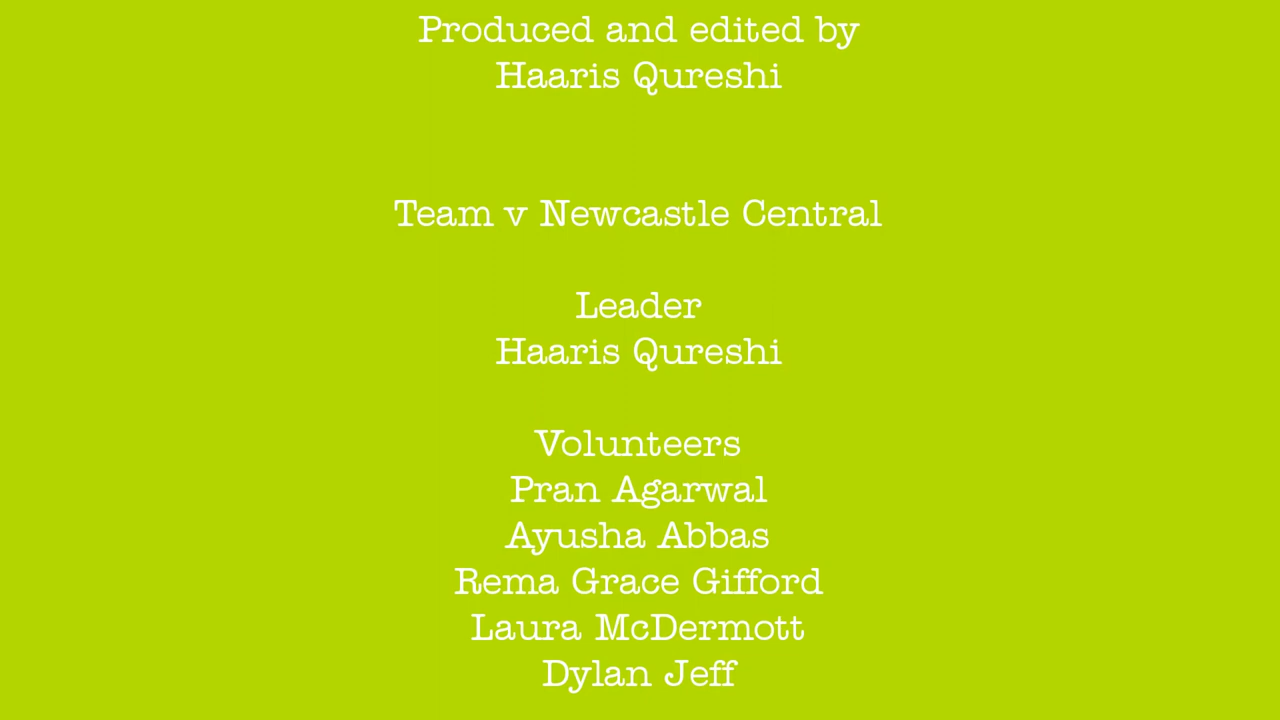 Produced and edited by
Haaris Qureshi
Team v Newcastle Central
Leader
Haaris Qureshi
Volunteers
Pran Agarwal
Ayusha Abbas
Rema Grace Gifford
Laura McDermott
Dylan Jeff